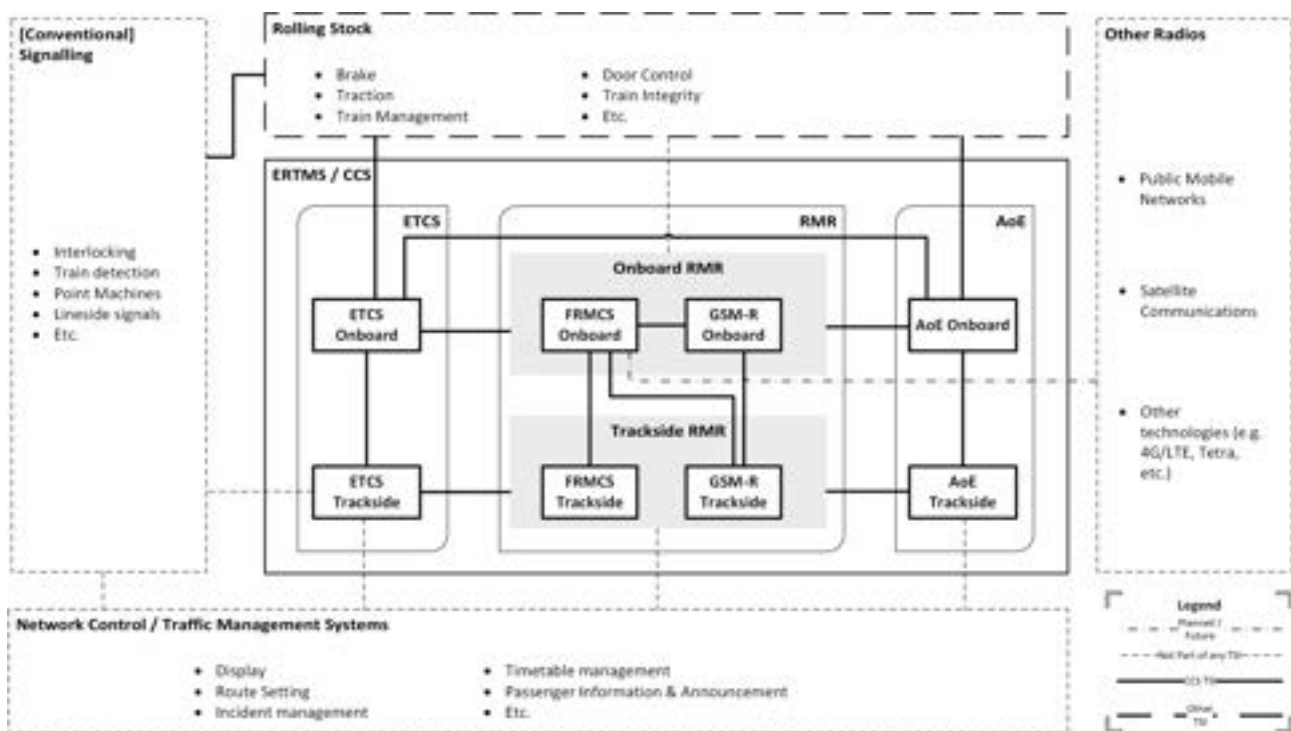 [Conventional]
Signalling
• Interlocking
• Train detection
• Point Machines
• Lineside signals
• Etc.
Rolling Stock
• Brake
• Traction
• Train Management
• Door Control
• Train Integrity
• Etc.
ERTMS / CCS
ETCS
RMR
AoE
Onboard RMR
ETCS
Onboard
FRMCS
Onboard
GSM-R
Onboard
AoE Onboard
Trackside RMR
ETCS
Trackside
FRMCS
Trackside
GSM-R
Trackside
AoE
Trackside
Other Radios
• Public Mobile
Networks
• Satellite
Communications
• Other
technologies (e.g.
4G/LTE, Tetra,
etc.)
Network Control / Traffic Management Systems
• Display
• Route Setting
• Incident management
• Timetable management
• Passenger Information & Announcement
• Etc.
Legend
Planned /
Future
Not Part of any TSI
CCS TSI
Other
TSI